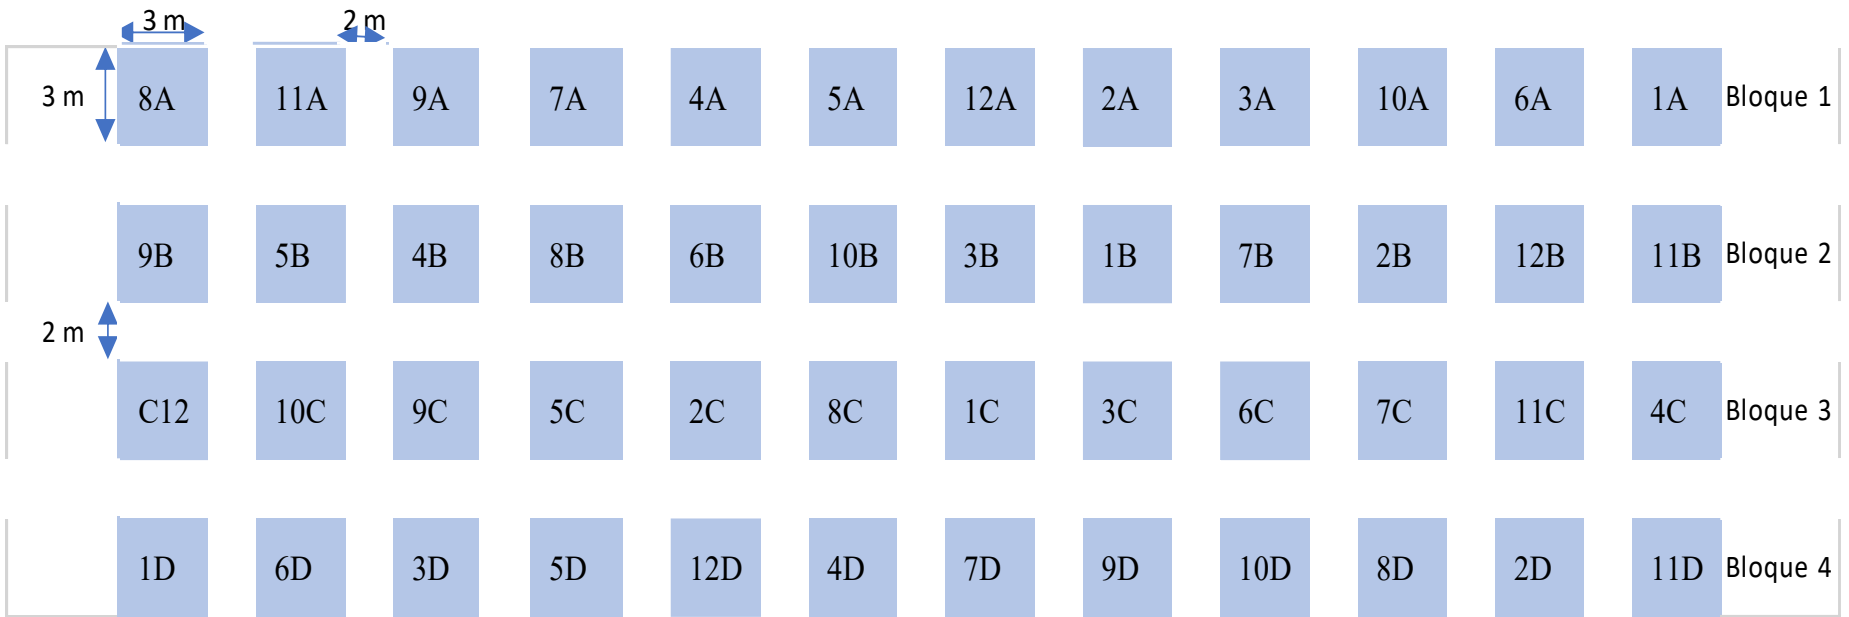 3 m 2 m
3 m 8A 11A 9A 7A 4A 5A 12A 2A 3A 10A 6A 1A Bloque 1
9B 5B 4B 8B 6B 10B 3B 1B 7B 2B 12B 11B Bloque 2
2 m
C12 10C 9C 5C 2C 8C 1C 3C 6C 7C 11C 4C Bloque 3
1D 6D 3D 5D 12D 4D 7D 9D 10D 8D 2D 11D Bloque 4